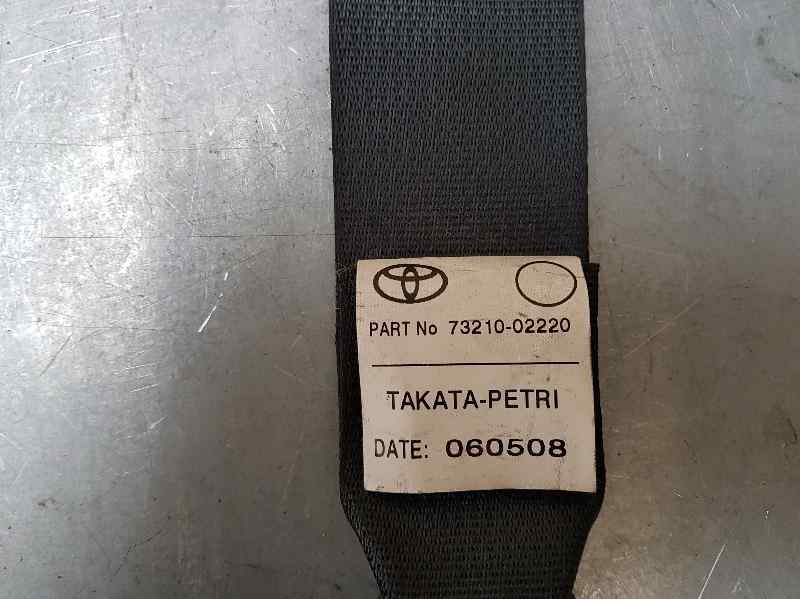 PART No 73210-02220
TAKATA-PETRI
DATE: 060508